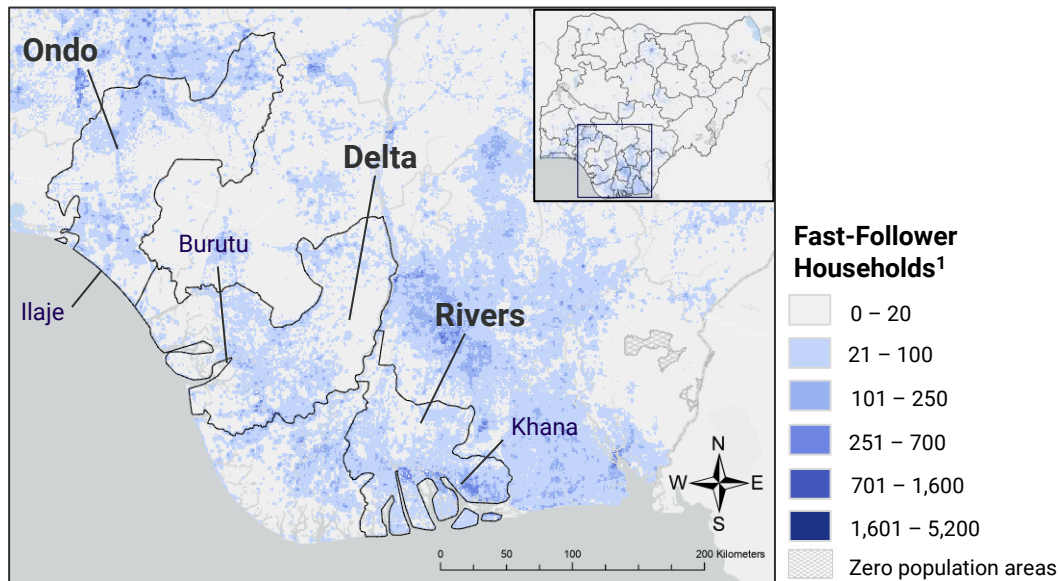 Ondo
Delta
Burutu
Ilaje
Rivers
Khana
N
W
E
S
0 50 100 200 Kilometers
Fast-Follower
Households¹
0 – 20
21 – 100
101 – 250
251 – 700
701 – 1,600
1,601 – 5,200
Zero population areas